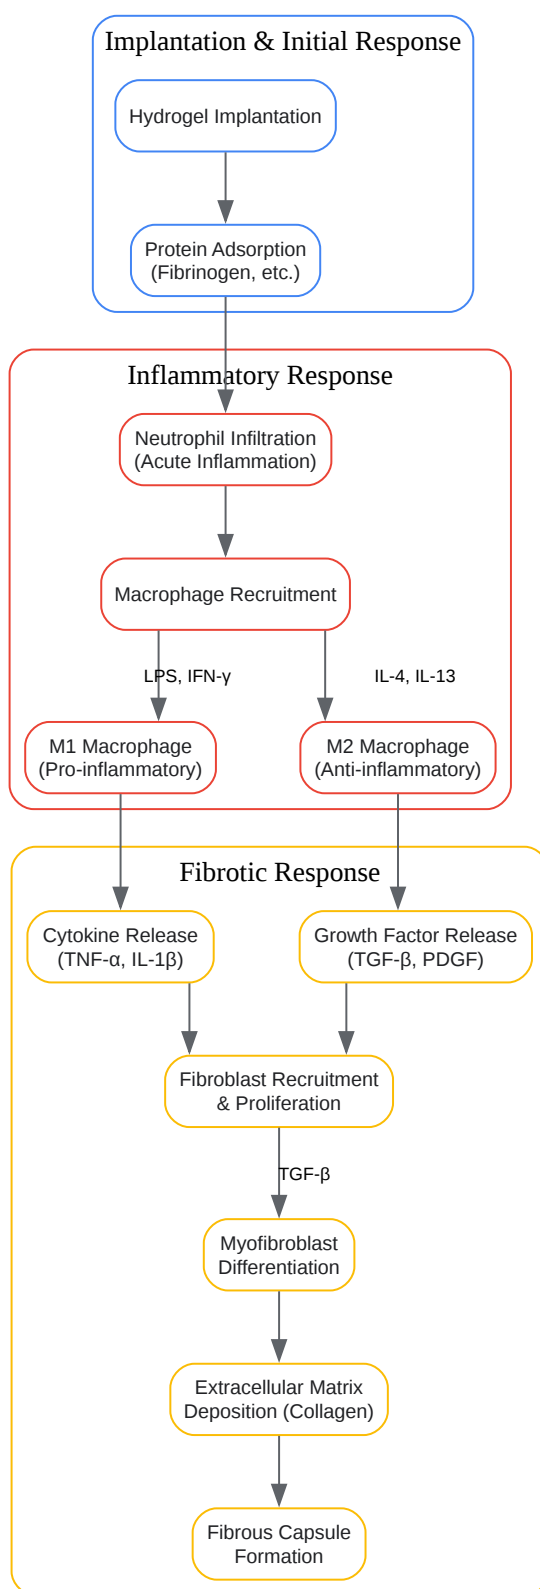 Implantation & Initial Response
Hydrogel Implantation
Protein Adsorption
(Fibrinogen, etc.)
Inflammatory Response
Neutrophil Infiltration
(Acute Inflammation)
Macrophage Recruitment
LPS, IFN-γ
IL-4, IL-13
M1 Macrophage
(Pro-inflammatory)
M2 Macrophage
(Anti-inflammatory)
Fibrotic Response
Cytokine Release
(TNF-α, IL-1β)
Growth Factor Release
(TGF-β, PDGF)
Fibroblast Recruitment
& Proliferation
TGF-β
Myofibroblast
Differentiation
Extracellular Matrix
Deposition (Collagen)
Fibrous Capsule
Formation